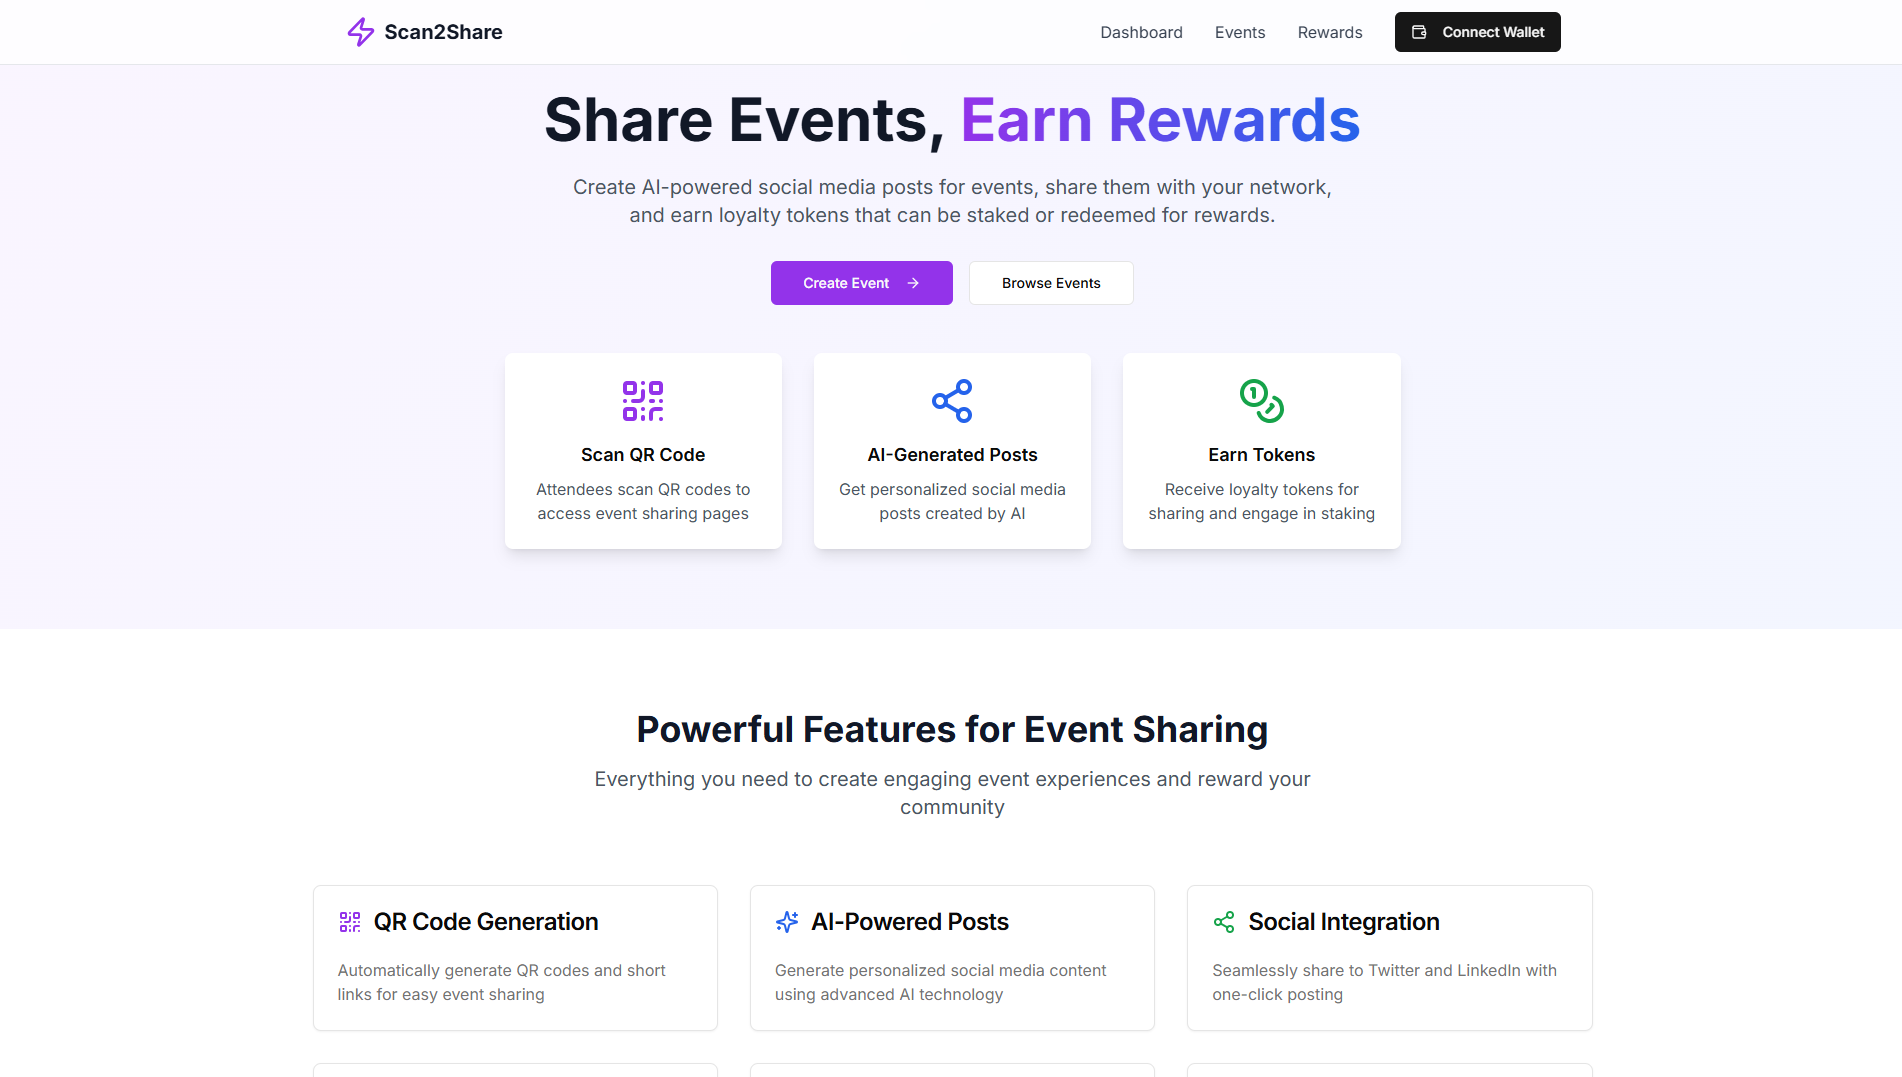 Scan2Share
Dashboard
Events
Rewards
Connect Wallet
Share Events, Earn Rewards
Create AI-powered social media posts for events, share them with your network,
and earn loyalty tokens that can be staked or redeemed for rewards.
Create Event
Browse Events
Scan QR Code
Attendees scan QR codes to
access event sharing pages
AI-Generated Posts
Get personalized social media
posts created by AI
Earn Tokens
Receive loyalty tokens for
sharing and engage in staking
Powerful Features for Event Sharing
Everything you need to create engaging event experiences and reward your
community
QR Code Generation
Automatically generate QR codes and short
links for easy event sharing
AI-Powered Posts
Generate personalized social media content
using advanced AI technology
Social Integration
Seamlessly share to Twitter and LinkedIn with
one-click posting